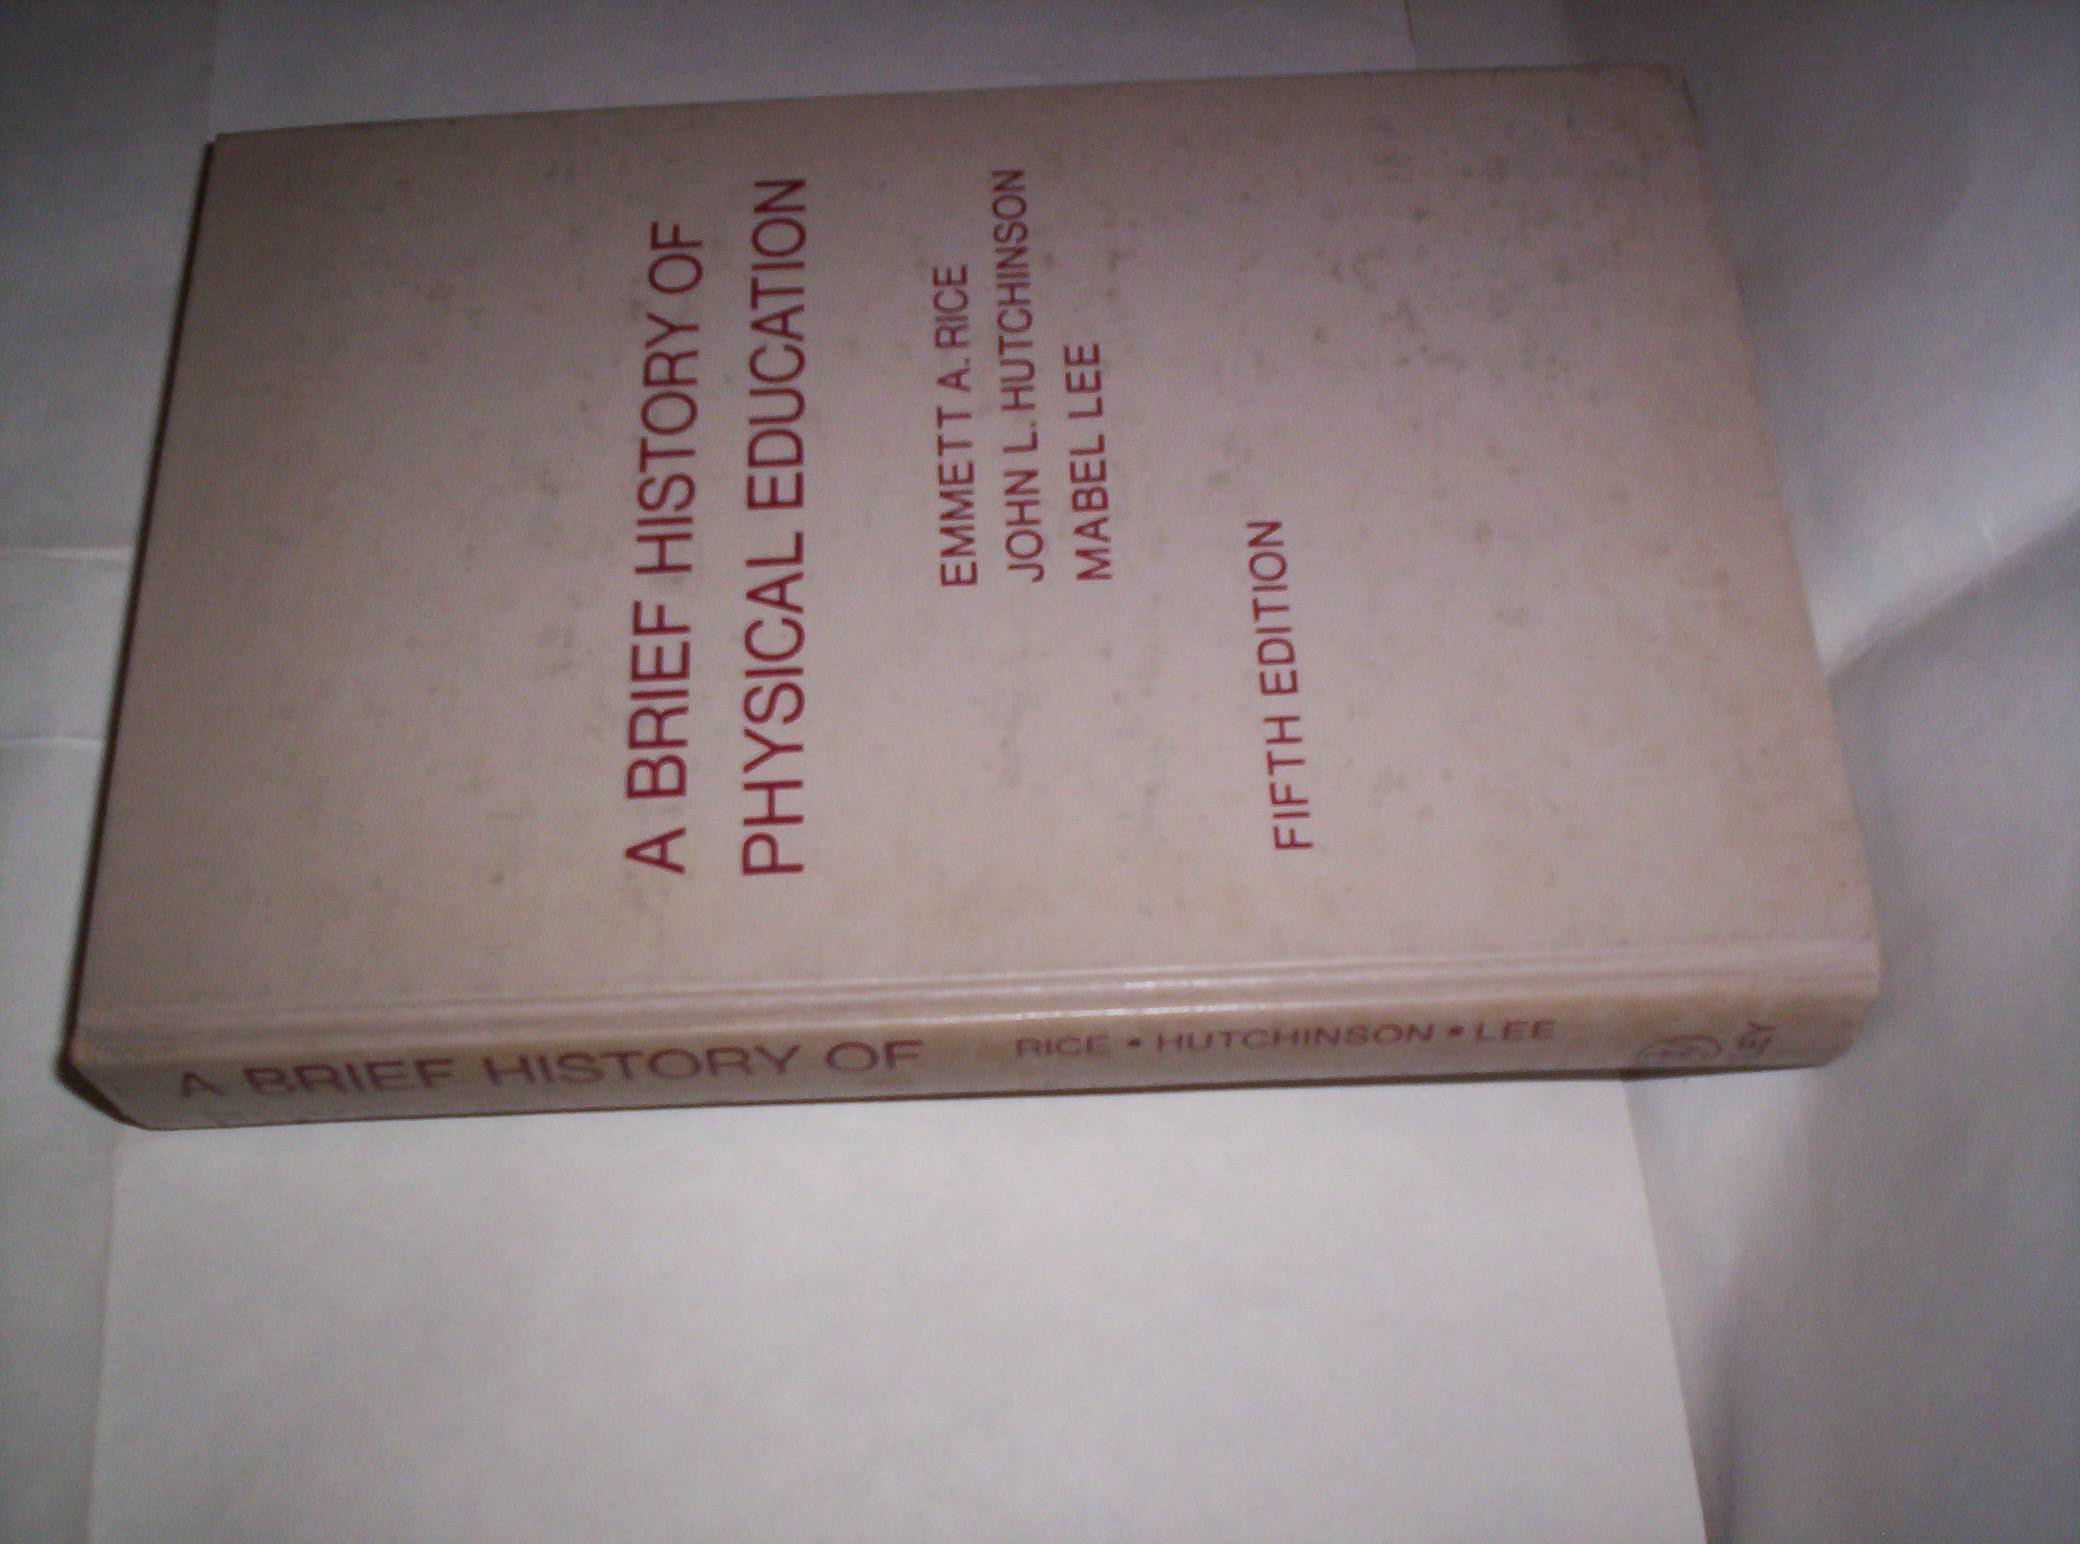 A BRIEF HISTORY OF
PHYSICAL EDUCATION
EMMETT A. RICE
JOHN L. HUTCHINSON
MABEL LEE
FIFTH EDITION
A BRIEF HISTORY OF
RICE • HUTCHINSON • LEE